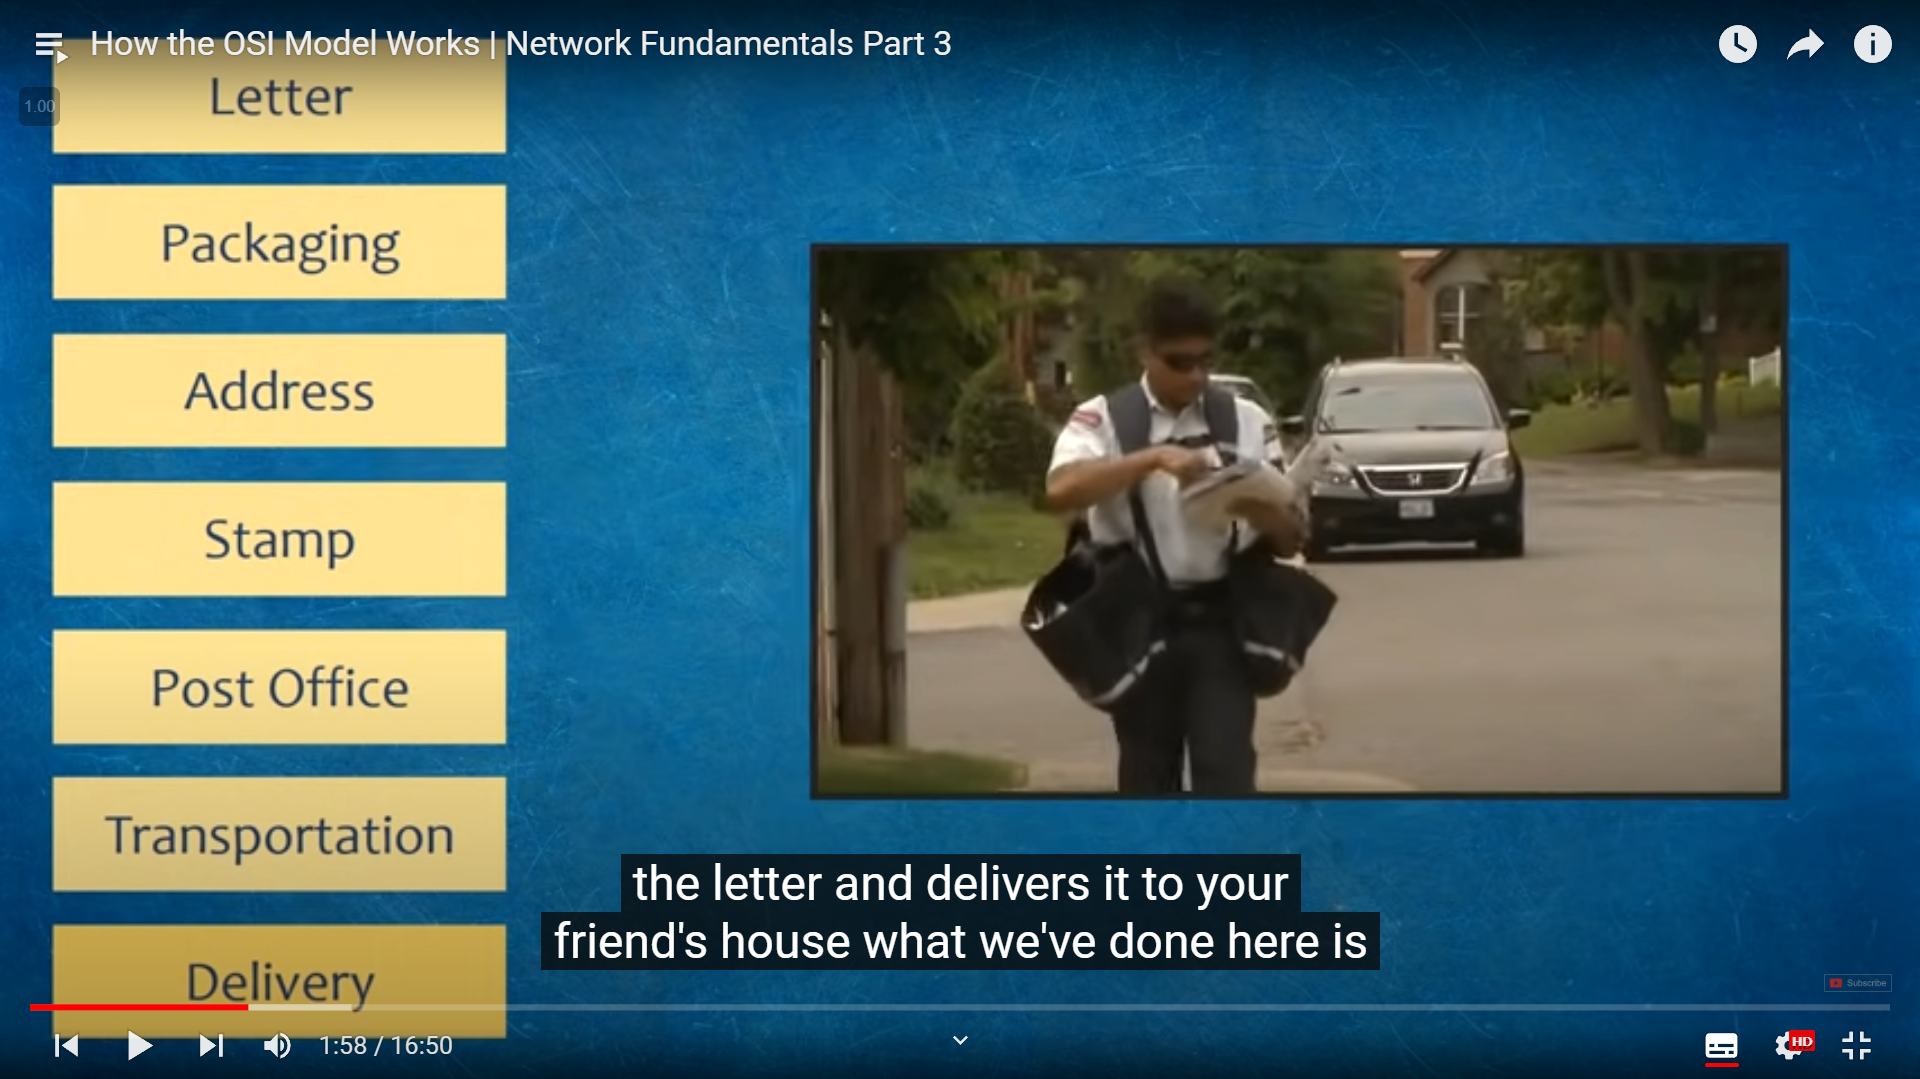 How the OSI Model Works | Network Fundamentals Part 3
1.00
Letter
Packaging
Address
Stamp
Post Office
Transportation
Delivery
the letter and delivers it to your
friend's house what we've done here is
Subscribe
1:58 / 16:50
HD